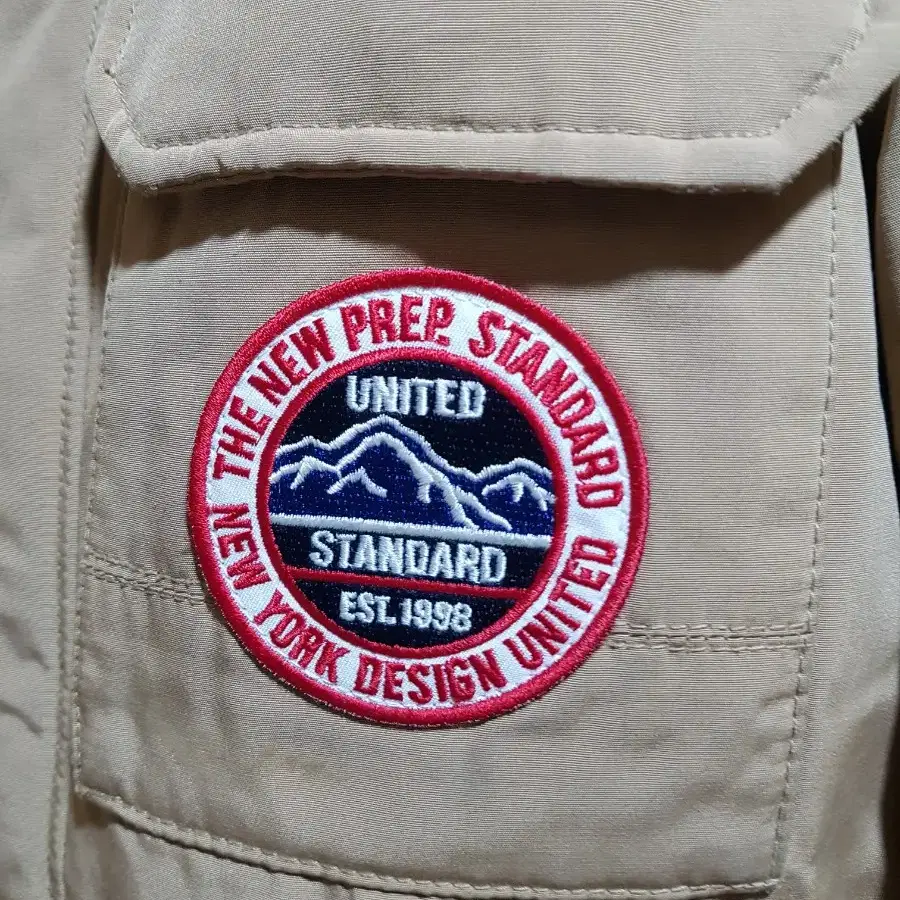 THE NEW PREP. STANDARD
UNITED
STANDARD
EST. 1998
NEW YORK DESIGN UNITED